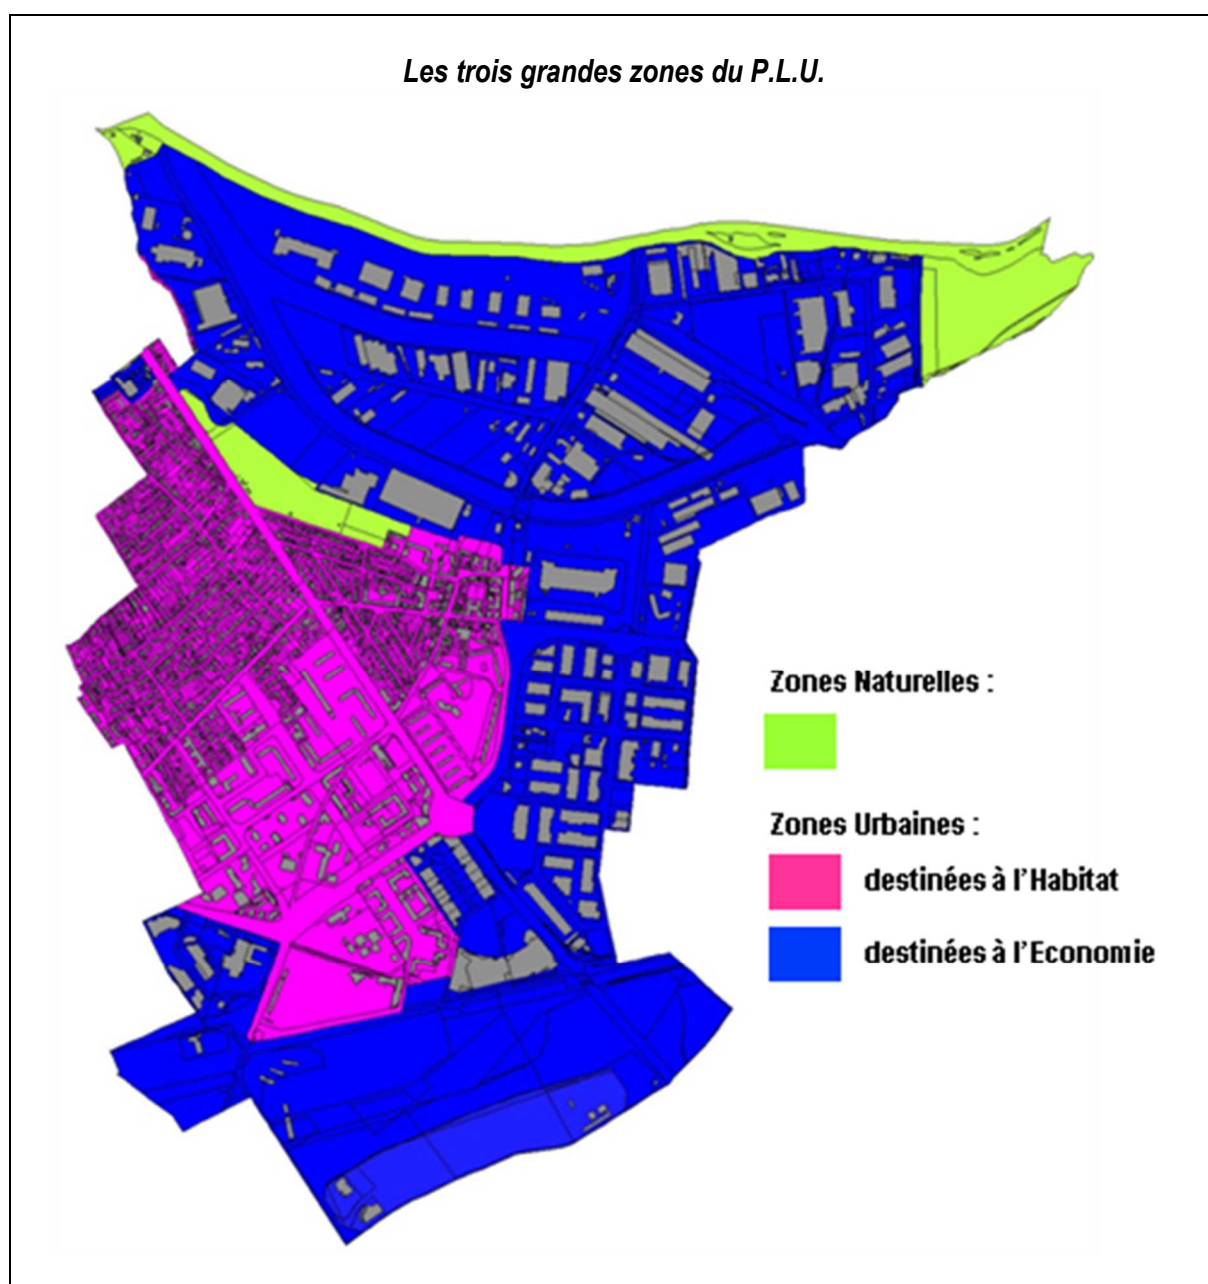 Les trois grandes zones du P.L.U.
Zones Naturelles :
Zones Urbaines :
destinées à l'Habitat
destinées à l'Economie